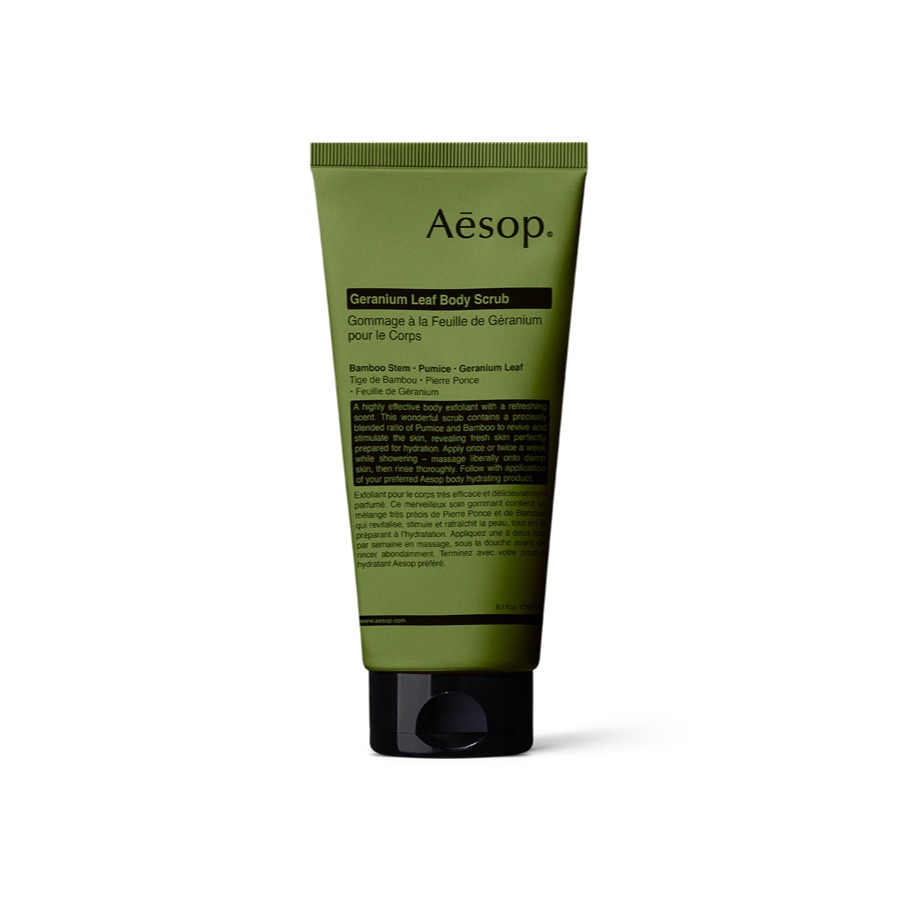 Aēsop®
Geranium Leaf Body Scrub
Gommage à la Feuille de Géranium
pour le Corps
Bamboo Stem • Pumice • Geranium Leaf
Tige de Bambou • Pierre Ponce
• Feuille de Géranium
A highly effective body exfoliant with a refreshing
scent. This wonderful scrub contains a precisely
blended ratio of Pumice and Bamboo to revive and
stimulate the skin, revealing fresh skin perfectly
prepared for hydration. Apply once or twice a week
while showering – massage liberally onto damp
skin, then rinse thoroughly. Follow with application
of your preferred Aesop body hydrating product.
Exfoliant pour le corps très efficace et délicieusement
parfumé. Ce merveilleux soin gommant contient un
mélange très précis de Pierre Ponce et de Bambou
qui revitalise, stimule et rafraîchit la peau, tout en la
préparant à l'hydratation. Appliquez une à deux fois
par semaine en massage, sous la douche avant de
rincer abondamment. Terminez avec votre produit
hydratant Aesop préféré.
www.aesop.com